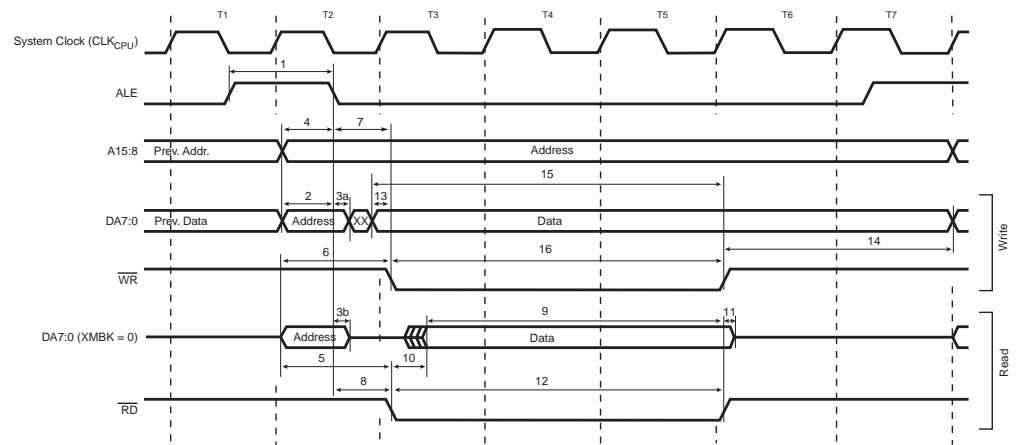 T1 T2 T3 T4 T5 T6 T7
System Clock (CLKCPU)
1
ALE
4 7
A15:8 Prev. Addr. Address
15
2 3a 13
DA7:0 Prev. Data Address XX Data
Write
6 16 14
WR
3b 9 11
DA7:0 (XMBK = 0) Address Data
Read
5 10
8 12
RD